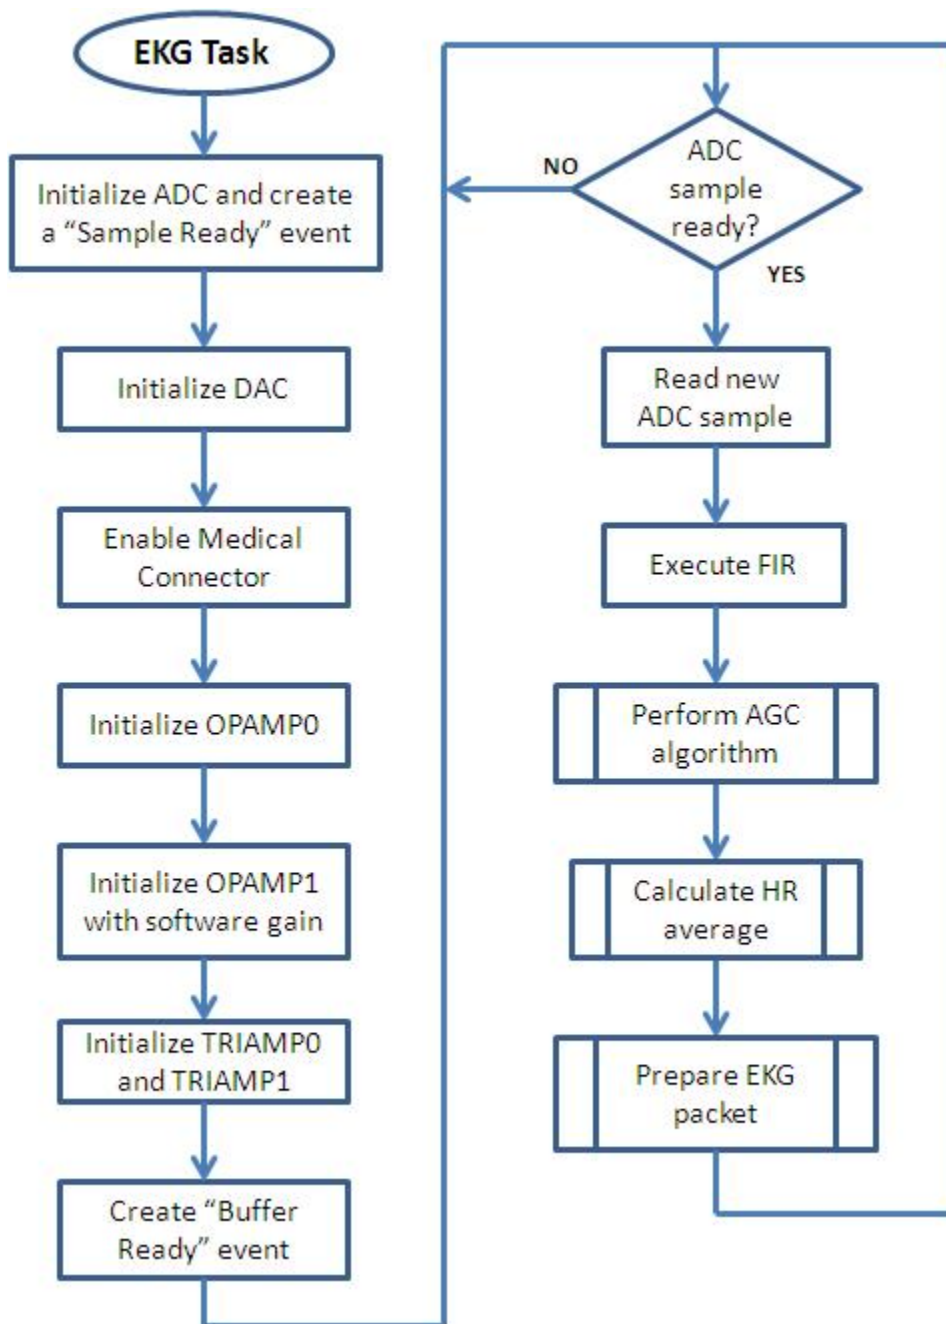 EKG Task
Initialize ADC and create
a “Sample Ready” event
Initialize DAC
Enable Medical
Connector
Initialize OPAMP0
Initialize OPAMP1
with software gain
Initialize TRIAMP0
and TRIAMP1
Create “Buffer
Ready” event
ADC
sample
ready?
NO
YES
Read new
ADC sample
Execute FIR
Perform AGC
algorithm
Calculate HR
average
Prepare EKG
packet